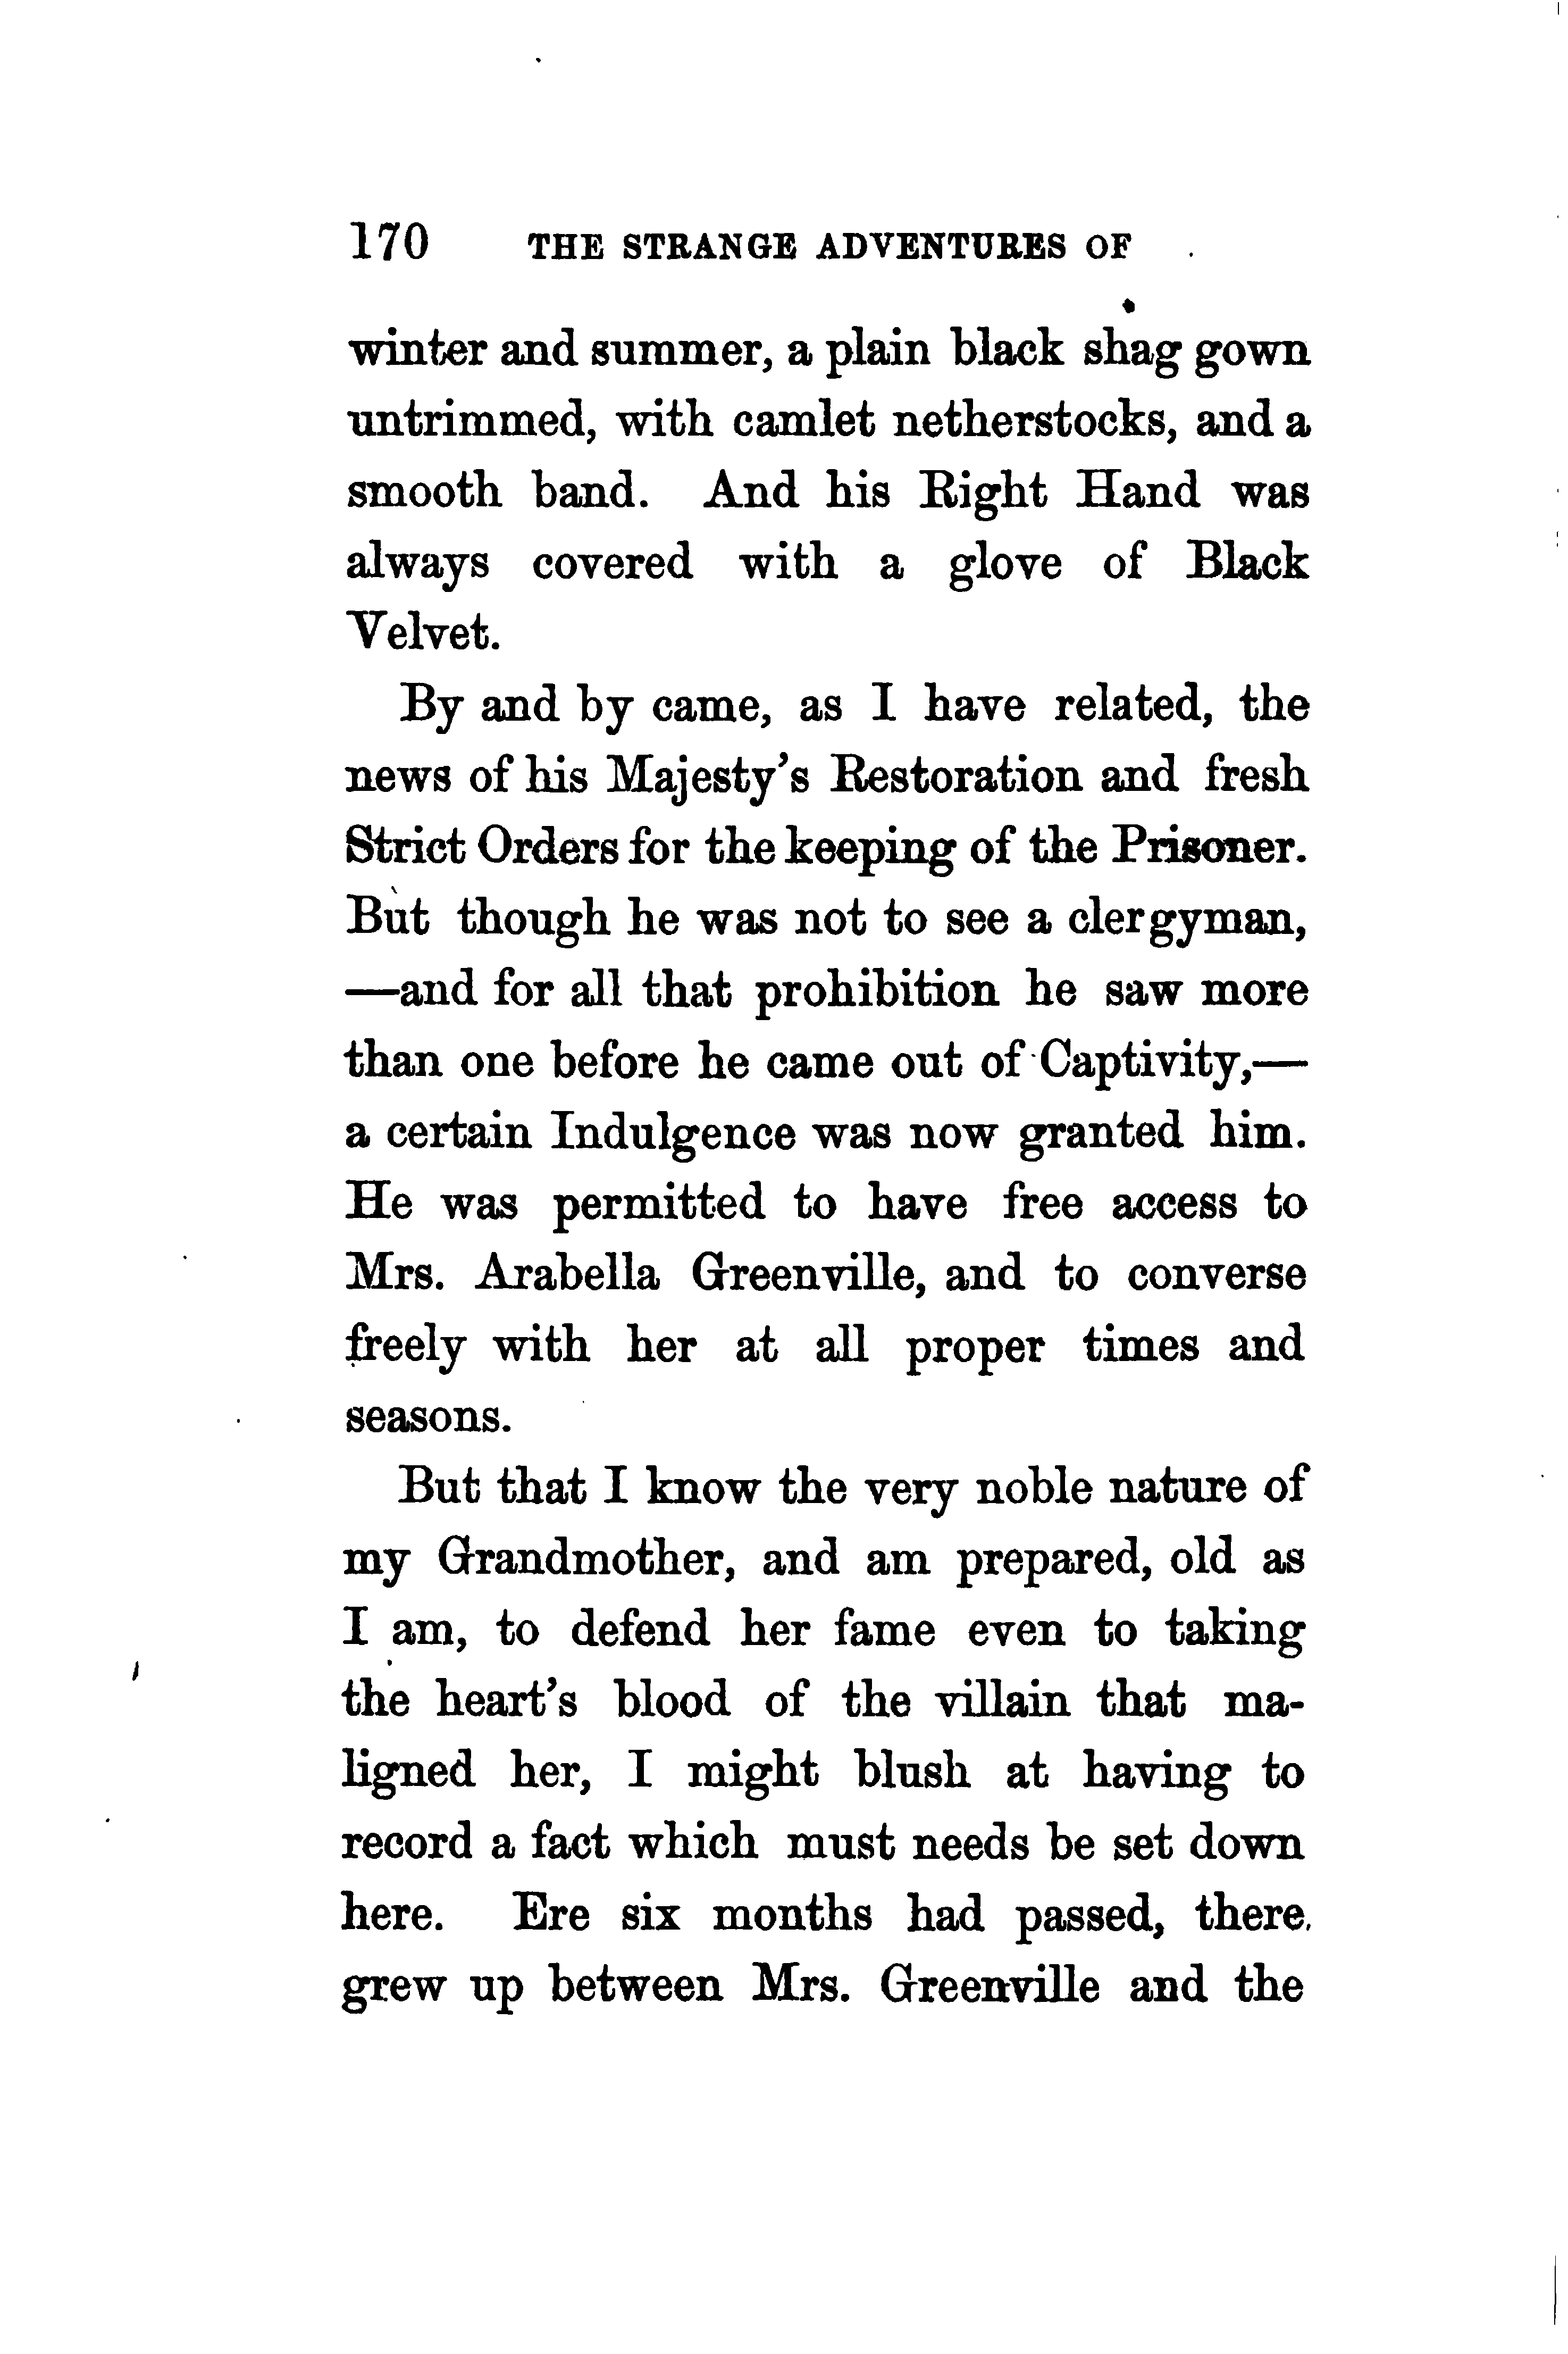 170 THE STRANGE ADVENTURES OF
winter and summer, a plain black shag gown
untrimmed, with camlet netherstocks, and a
smooth band. And his Right Hand was
always covered with a glove of Black
Velvet.
By and by came, as I have related, the
news of his Majesty's Restoration and fresh
Strict Orders for the keeping of the Prisoner.
But though he was not to see a clergyman,
—and for all that prohibition he saw more
than one before he came out of Captivity,—
a certain Indulgence was now granted him.
He was permitted to have free access to
Mrs. Arabella Greenville, and to converse
freely with her at all proper times and
seasons.
But that I know the very noble nature of
my Grandmother, and am prepared, old as
I am, to defend her fame even to taking
the heart's blood of the villain that ma-
ligned her, I might blush at having to
record a fact which must needs be set down
here. Ere six months had passed, there
grew up between Mrs. Greenville and the